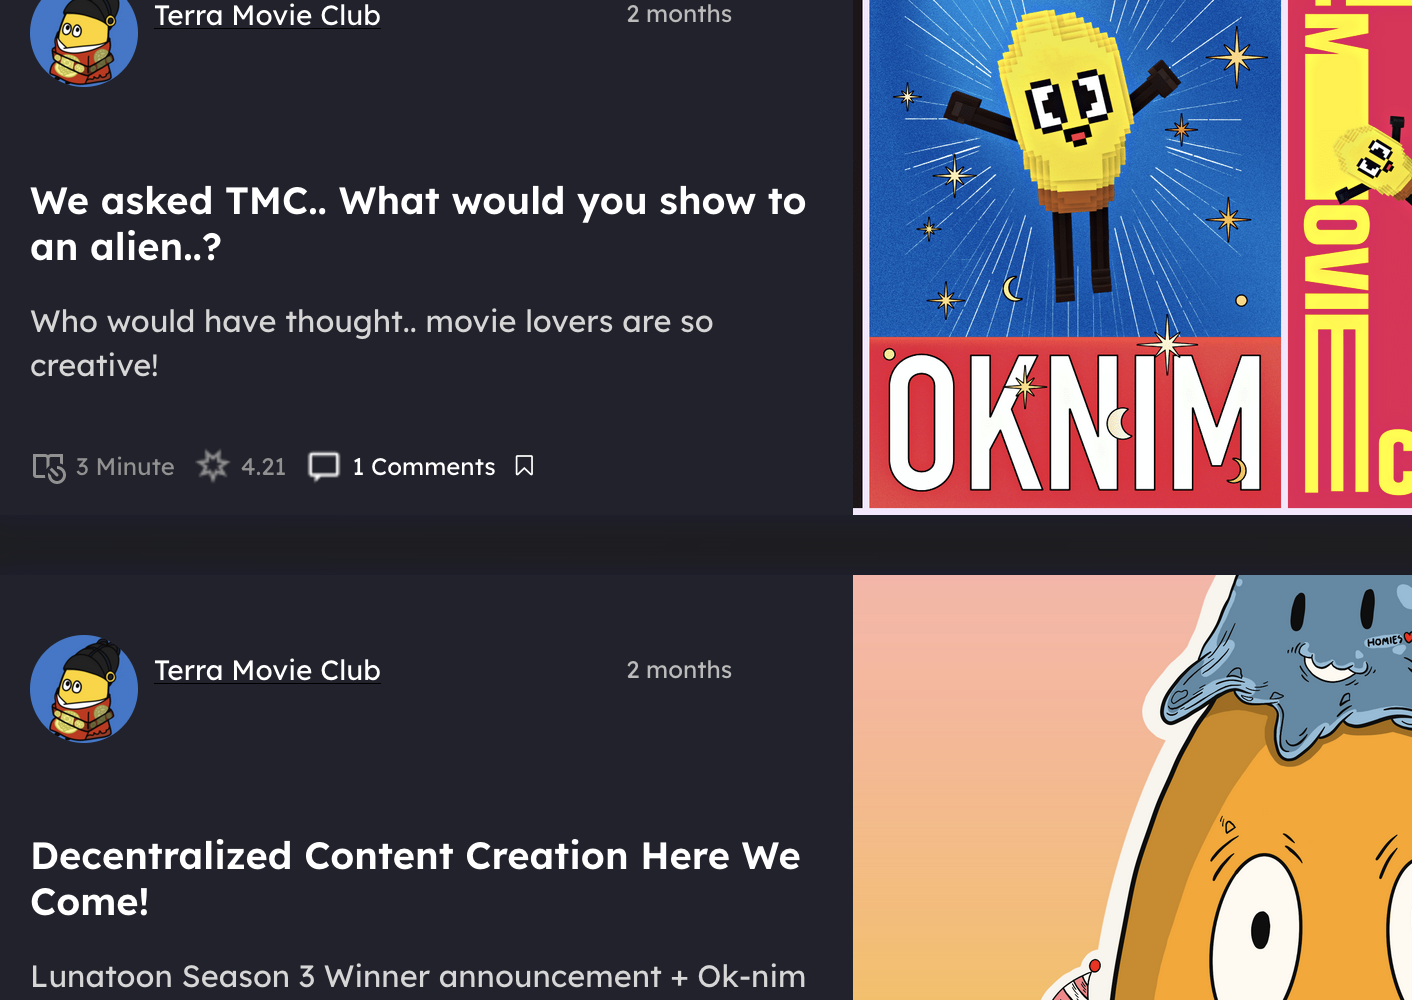 Terra Movie Club
2 months
We asked TMC.. What would you show to
an alien..?
Who would have thought.. movie lovers are so
creative!
3 Minute
4.21
1 Comments
OKNIM
M
OVIE
C
Terra Movie Club
2 months
HOMIES
Decentralized Content Creation Here We
Come!
Lunatoon Season 3 Winner announcement + Ok-nim